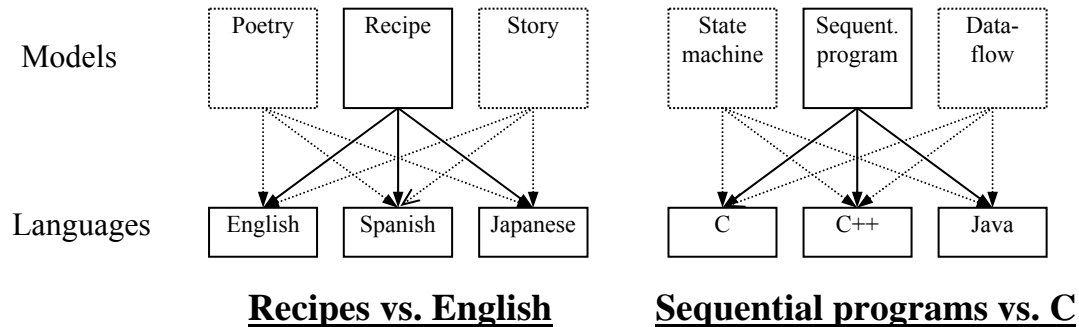 Models
Poetry
Recipe
Story
State
machine
Sequent.
program
Data-
flow
Languages
English
Spanish
Japanese
C
C++
Java
Recipes vs. English
Sequential programs vs. C